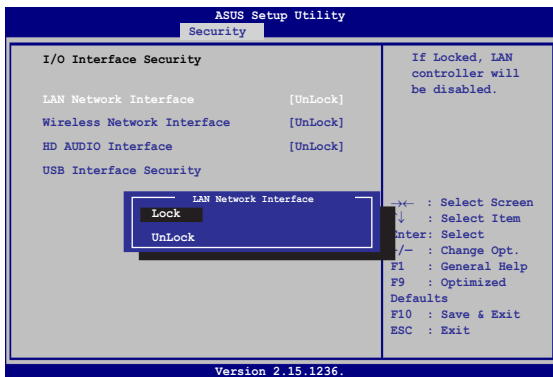 ASUS Setup Utility
Security
I/O Interface Security
LAN Network Interface [UnLock]
Wireless Network Interface [UnLock]
HD AUDIO Interface [UnLock]
USB Interface Security
LAN Network Interface
Lock
UnLock
If Locked, LAN
controller will
be disabled.
→← : Select Screen
↓ : Select Item
Enter: Select
/— : Change Opt.
F1 : General Help
F9 : Optimized
Defaults
F10 : Save & Exit
ESC : Exit
Version 2.15.1236.